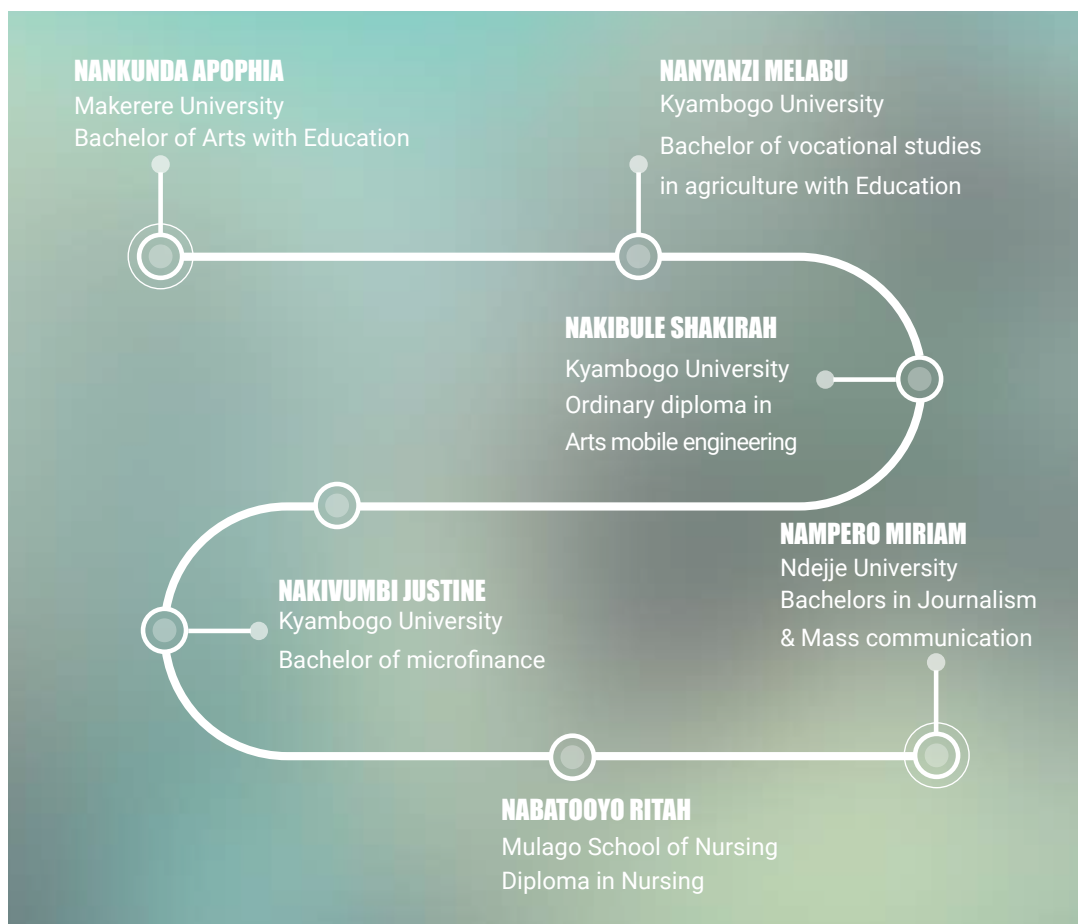 NANKUNDA APOPHIA
Makerere University
Bachelor of Arts with Education
NANYANZI MELABU
Kyambogo University
Bachelor of vocational studies
in agriculture with Education
NAKIBULE SHAKIRAH
Kyambogo University
Ordinary diploma in
Arts mobile engineering
NAKIVUMBI JUSTINE
Kyambogo University
Bachelor of microfinance
NAMPERO MIRIAM
Ndejje University
Bachelors in Journalism
& Mass communication
NABATOOYO RITAH
Mulago School of Nursing
Diploma in Nursing